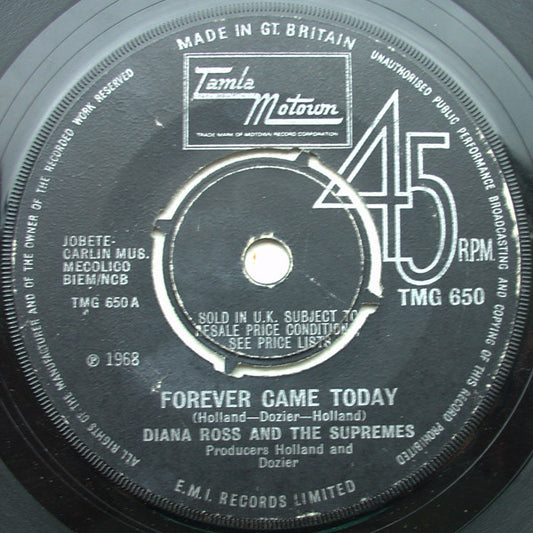 MADE IN GT. BRITAIN
Tamla
Motown
TRADE MARK OF MOTOWN RECORD CORPORATION
45
R.P.M.
TMG 650
JOBETE-
CARLIN MUS.
MECOLICO
BIEM/NCB
TMG 650 A
℗ 1968
SOLD IN U.K. SUBJECT TO
RESALE PRICE CONDITIONS
SEE PRICE LISTS
FOREVER CAME TODAY
(Holland—Dozier—Holland)
DIANA ROSS AND THE SUPREMES
Producers Holland and
Dozier
E.M.I. RECORDS LIMITED
ALL RIGHTS OF THE MANUFACTURER AND OF THE OWNER OF THE RECORDED WORK RESERVED
UNAUTHORISED PUBLIC PERFORMANCE BROADCASTING AND COPYING OF THIS RECORD PROHIBITED